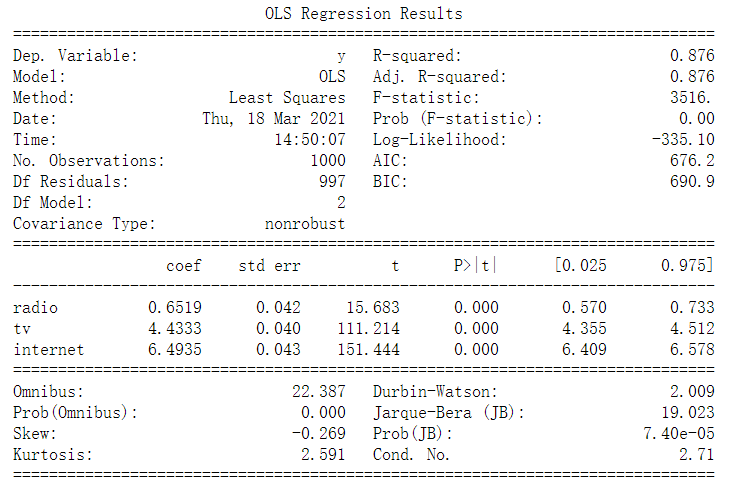 OLS Regression Results
==============================================================================
Dep. Variable: y R-squared: 0.876
Model: OLS Adj. R-squared: 0.876
Method: Least Squares F-statistic: 3516.
Date: Thu, 18 Mar 2021 Prob (F-statistic): 0.00
Time: 14:50:07 Log-Likelihood: -335.10
No. Observations: 1000 AIC: 676.2
Df Residuals: 997 BIC: 690.9
Df Model: 2
Covariance Type: nonrobust
==============================================================================
coef std err t P>|t| [0.025 0.975]
------------------------------------------------------------------------------
radio 0.6519 0.042 15.683 0.000 0.570 0.733
tv 4.4333 0.040 111.214 0.000 4.355 4.512
internet 6.4935 0.043 151.444 0.000 6.409 6.578
==============================================================================
Omnibus: 22.387 Durbin-Watson: 2.009
Prob(Omnibus): 0.000 Jarque-Bera (JB): 19.023
Skew: -0.269 Prob(JB): 7.40e-05
Kurtosis: 2.591 Cond. No. 2.71
==============================================================================